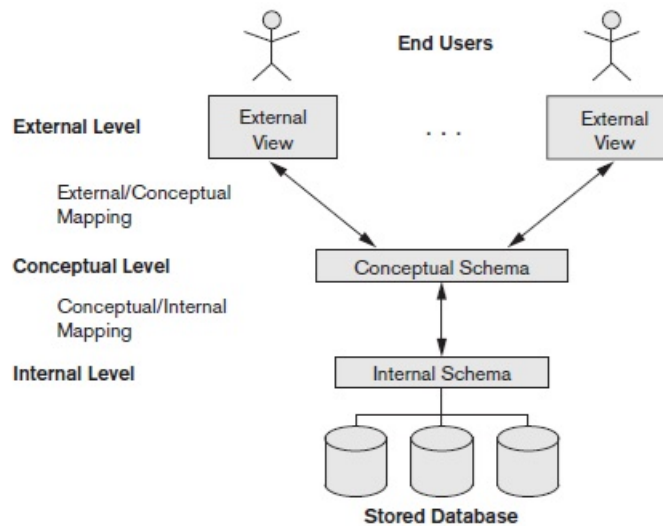 End Users
External Level
External
View
. . .
External
View
External/Conceptual
Mapping
Conceptual Level
Conceptual Schema
Conceptual/Internal
Mapping
Internal Level
Internal Schema
Stored Database